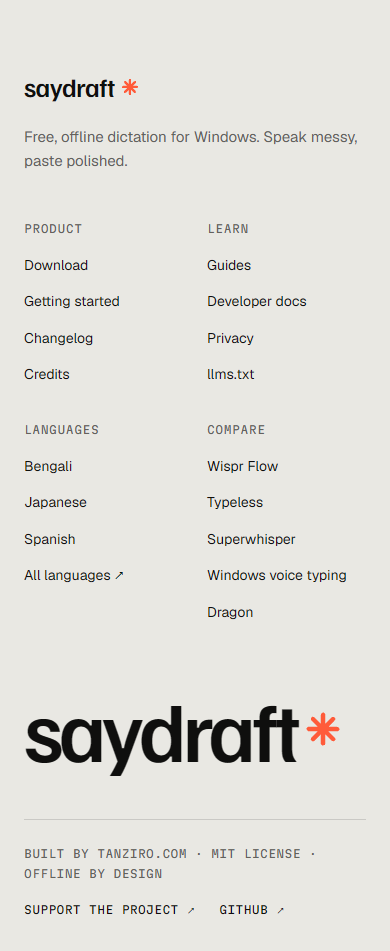 saydraft
Free, offline dictation for Windows. Speak messy,
paste polished.
PRODUCT
Download
Getting started
Changelog
Credits
LEARN
Guides
Developer docs
Privacy
llms.txt
LANGUAGES
Bengali
Japanese
Spanish
All languages ↗
COMPARE
Wispr Flow
Typeless
Superwhisper
Windows voice typing
Dragon
saydraft
BUILT BY TANZIRO.COM · MIT LICENSE ·
OFFLINE BY DESIGN
SUPPORT THE PROJECT ↗ GITHUB ↗